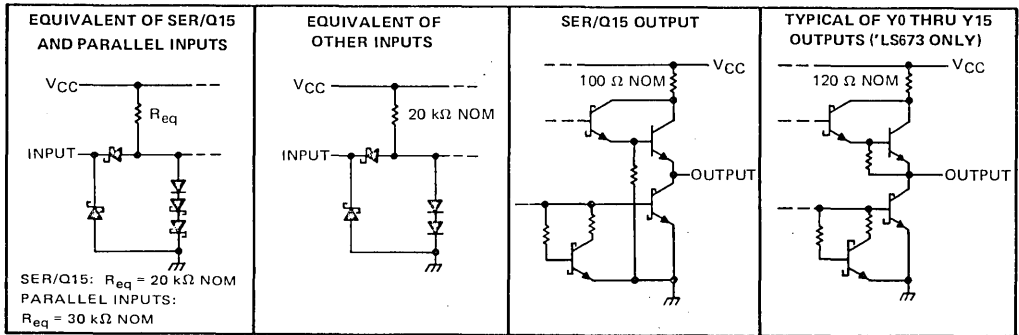 EQUIVALENT OF SER/Q15
AND PARALLEL INPUTS
VCC
Req
INPUT
SER/Q15: Req = 20 kΩ NOM
PARALLEL INPUTS:
Req = 30 kΩ NOM
EQUIVALENT OF
OTHER INPUTS
VCC
20 kΩ NOM
INPUT
SER/Q15 OUTPUT
100 Ω NOM
VCC
OUTPUT
TYPICAL OF Y0 THRU Y15
OUTPUTS ('LS673 ONLY)
120 Ω NOM
VCC
OUTPUT